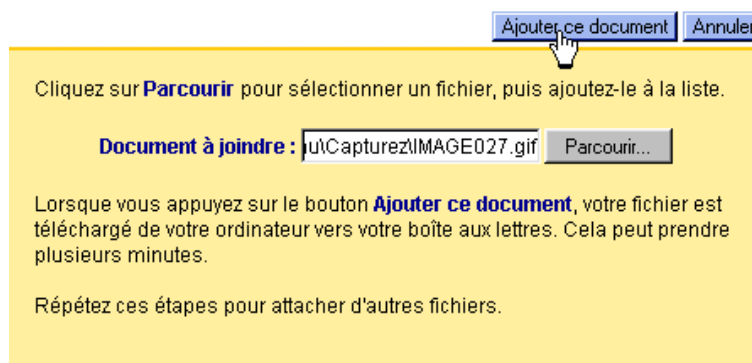 Ajouter ce document Annuler
Cliquez sur Parcourir pour sélectionner un fichier, puis ajoutez-le à la liste.
Document à joindre : u\Capturez\IMAGE027.gif Parcourir...
Lorsque vous appuyez sur le bouton Ajouter ce document, votre fichier est
téléchargé de votre ordinateur vers votre boîte aux lettres. Cela peut prendre
plusieurs minutes.
Répétez ces étapes pour attacher d'autres fichiers.